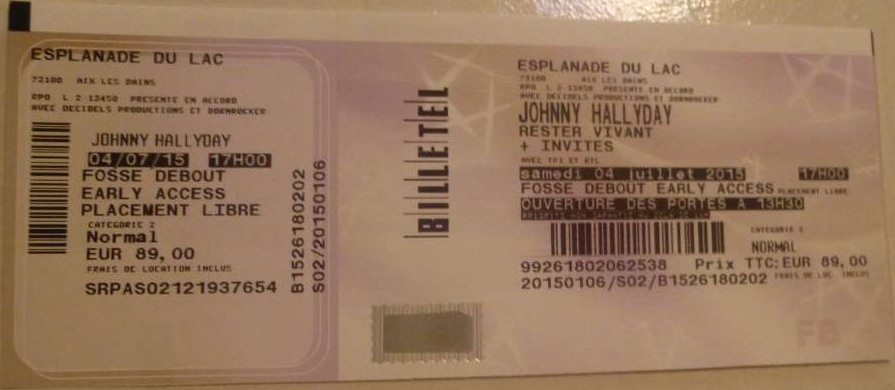 ESPLANADE DU LAC
73100 AIX LES BAINS
RPO L 2-12450 PRESENTE EN ACCORD
AVEC DECIBELS PRODUCTIONS ET BORNROCKER
JOHNNY HALLYDAY
04/07/15 17H00
FOSSE DEBOUT
EARLY ACCESS
PLACEMENT LIBRE
CATEGORIE 2
Normal
EUR 89,00
FRAIS DE LOCATION INCLUS
SRPAS02121937654
B1526180202
S02/20150106
BILLETEL
ESPLANADE DU LAC
73100 AIX LES BAINS
RPO L 2-12450 PRESENTE EN ACCORD
AVEC DECIBELS PRODUCTIONS ET BORNROCKER
JOHNNY HALLYDAY
RESTER VIVANT
+ INVITES
AVEC TF1 ET RTL
samedi 04 juillet 2015 17H00
FOSSE DEBOUT EARLY ACCESS PLACEMENT LIBRE
OUVERTURE DES PORTES A 13H30
CATEGORIE 2
NORMAL
99261802062538 Prix TTC: EUR 89,00
20150106/S02/B1526180202 FRAIS DE LOC. INCLUS